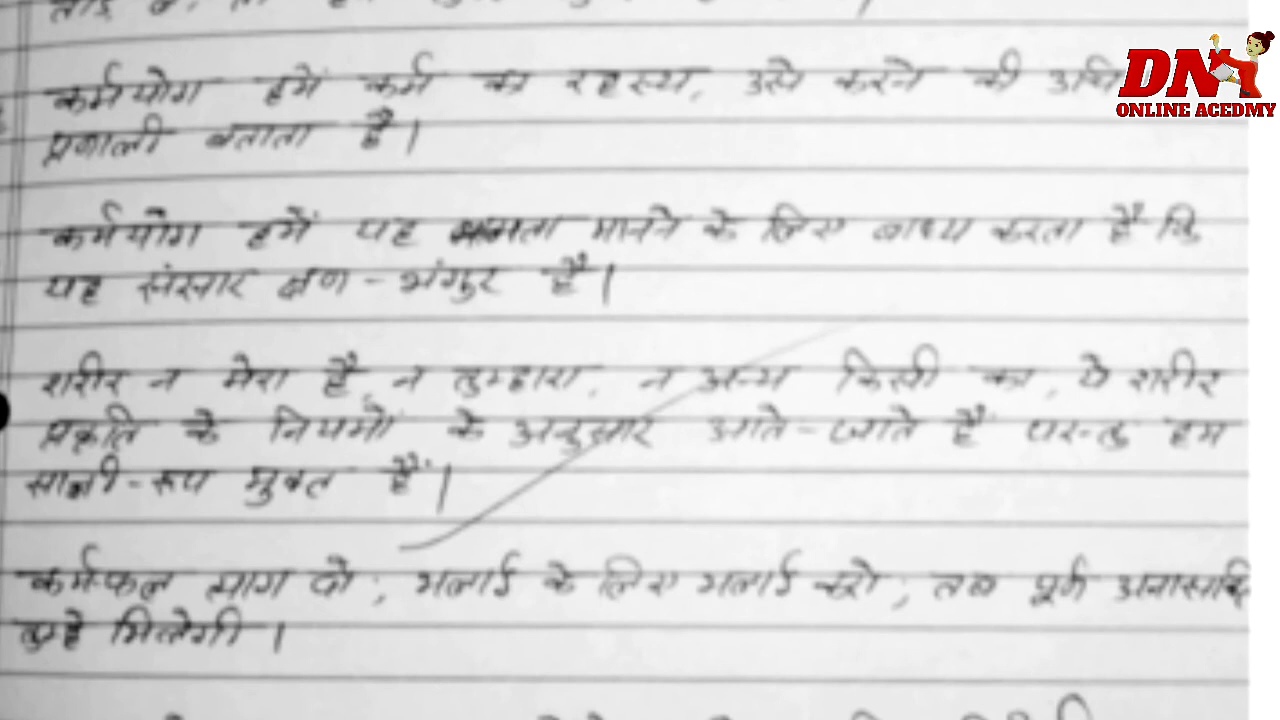 कर्मयोग हमें कर्म का रहस्य, उसे करने की
प्रणाली बताता है।
कर्मयोग हमें यह मानने के लिए बाध्य करता है कि
यह संसार क्षण-भंगुर है।
शरीर न मेरा है, न तुम्हारा, न अन्य किसी का, ये शरीर
प्रकृति के नियमों के अनुसार आते-जाते हैं परन्तु हम
साक्षी-रूप मुक्त हैं।
कर्मफल त्याग दो; भलाई के लिए भलाई करो; तब पूर्ण अनासक्ति
तुम्हे मिलेगी।
DN
ONLINE ACEDMY